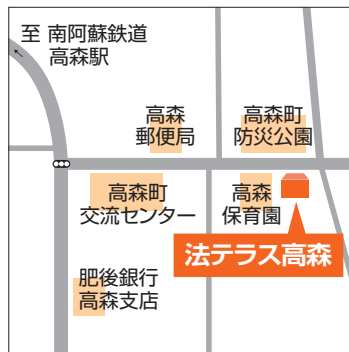 至 南阿蘇鉄道
高森駅
←
高森
郵便局
高森町
防災公園
高森町
交流センター
高森
保育園
法テラス高森
肥後銀行
高森支店